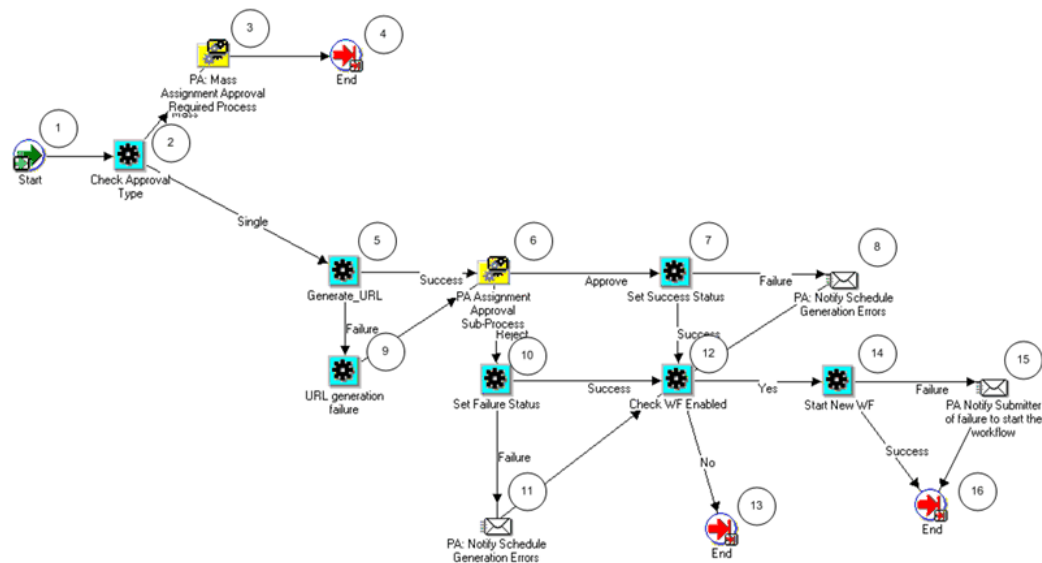 3
4
PA: Mass
Assignment Approval
Required Process
End
Mass
1
2
Start
Check Approval
Type
Single
5
6
7
8
Generate_URL
Success
PA Assignment
Approval
Sub-Process
Approve
Set Success Status
Failure
PA: Notify Schedule
Generation Errors
Failure
9
URL generation
failure
Reject
10
Set Failure Status
Success
Success
12
Check WF Enabled
Yes
14
Start New WF
Failure
15
PA Notify Submitter
of failure to start the
workflow
Failure
11
PA: Notify Schedule
Generation Errors
No
13
End
Success
16
End